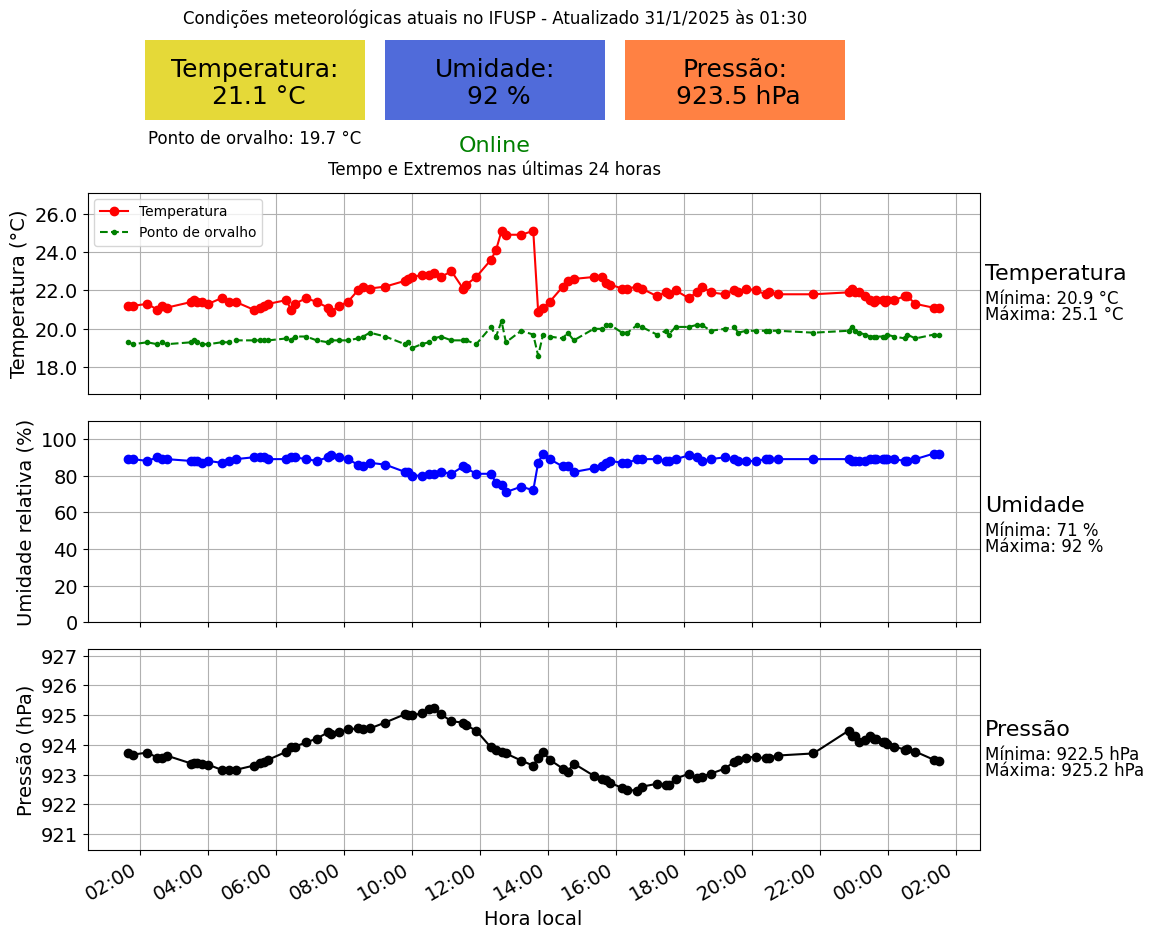 Condições meteorológicas atuais no IFUSP - Atualizado 31/1/2025 às 01:30
Temperatura:
21.1 °C
Umidade:
92 %
Pressão:
923.5 hPa
Ponto de orvalho: 19.7 °C
Online
Tempo e Extremos nas últimas 24 horas
Temperatura (°C)
26.0
24.0
22.0
20.0
18.0
Temperatura
Ponto de orvalho
Temperatura
Mínima: 20.9 °C
Máxima: 25.1 °C
Umidade relativa (%)
100
80
60
40
20
0
Umidade
Mínima: 71 %
Máxima: 92 %
Pressão (hPa)
927
926
925
924
923
922
921
Pressão
Mínima: 922.5 hPa
Máxima: 925.2 hPa
02:00 04:00 06:00 08:00 10:00 12:00 14:00 16:00 18:00 20:00 22:00 00:00 02:00
Hora local